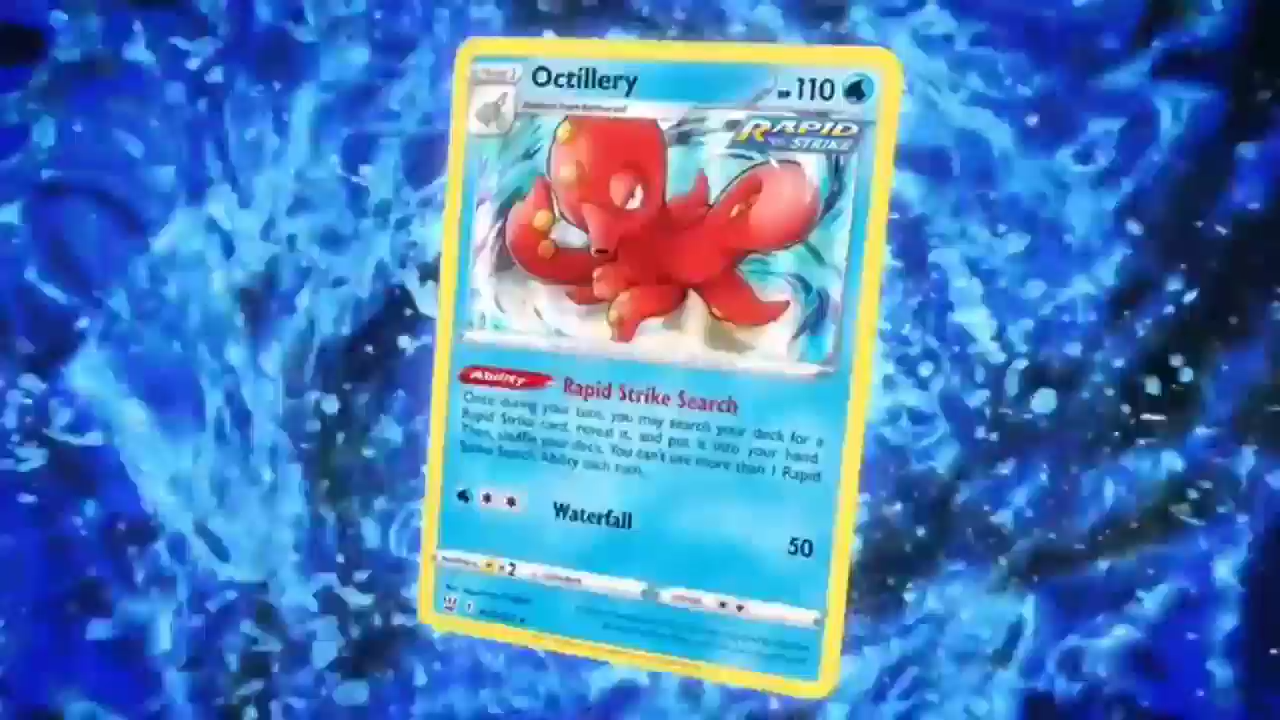 Octillery
110
RAPID
STRIKE
Ability Rapid Strike Search
Once during your turn, you may search your deck for a
Rapid Strike card, reveal it, and put it into your hand.
Then, shuffle your deck. You can't use more than 1 Rapid
Strike Search Ability each turn.
Waterfall
50
×2